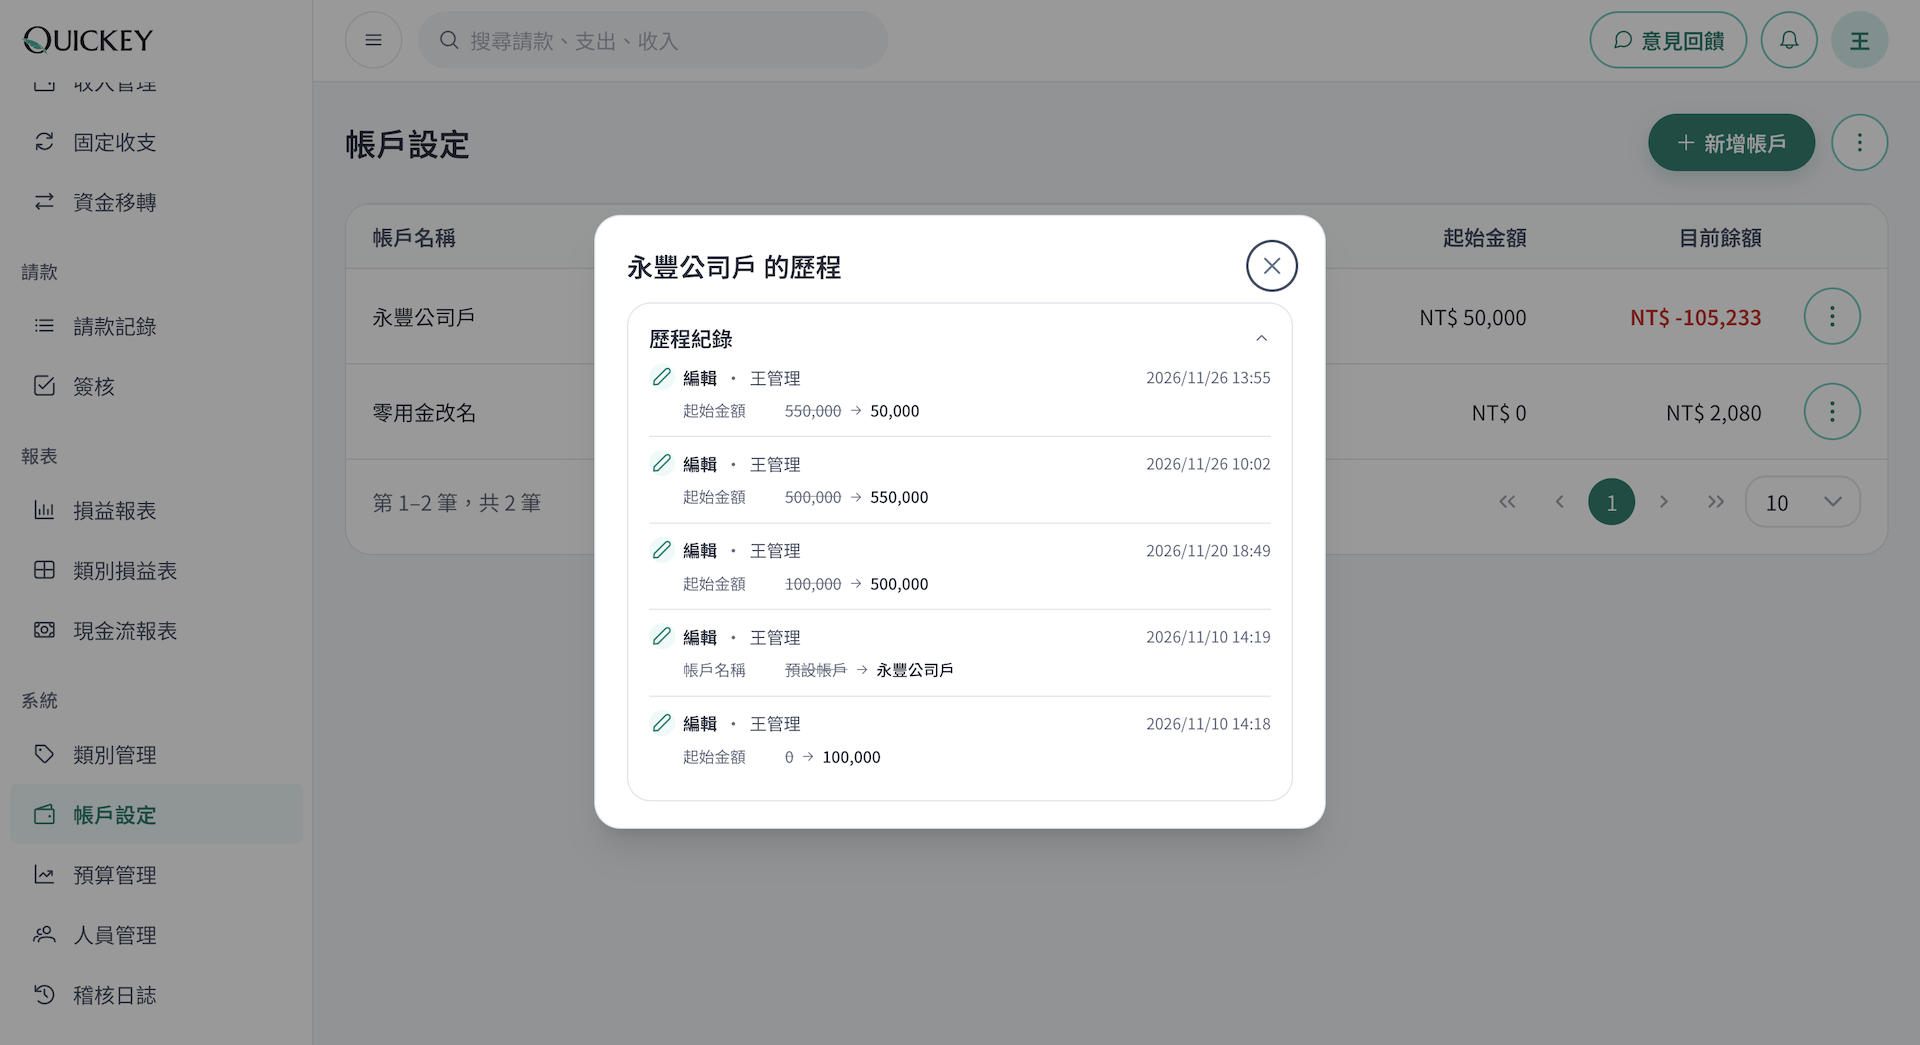 QUICKEY
搜尋請款、支出、收入
意見回饋
王
收入管理
固定收支
資金移轉
請款
請款記錄
簽核
報表
損益報表
類別損益表
現金流報表
系統
類別管理
帳戶設定
預算管理
人員管理
稽核日誌
帳戶設定
新增帳戶
帳戶名稱
起始金額
目前餘額
永豐公司戶
NT$ 50,000
NT$ -105,233
零用金改名
NT$ 0
NT$ 2,080
第 1–2 筆，共 2 筆
1
10
永豐公司戶 的歷程
歷程紀錄
編輯 • 王管理 2026/11/26 13:55
起始金額 550,000 → 50,000
編輯 • 王管理 2026/11/26 10:02
起始金額 500,000 → 550,000
編輯 • 王管理 2026/11/20 18:49
起始金額 100,000 → 500,000
編輯 • 王管理 2026/11/10 14:19
帳戶名稱 預設帳戶 → 永豐公司戶
編輯 • 王管理 2026/11/10 14:18
起始金額 0 → 100,000